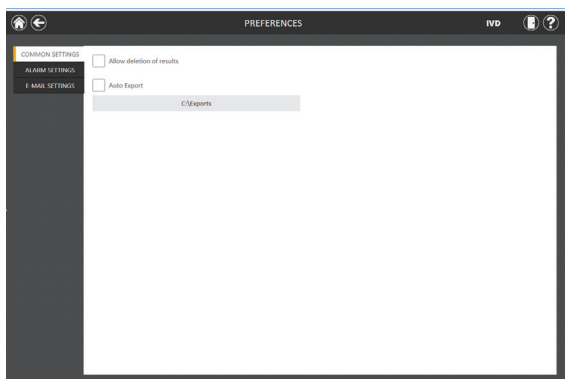 PREFERENCES
IVD
?
COMMON SETTINGS
ALARM SETTINGS
E-MAIL SETTINGS
Allow deletion of results
Auto Export
C:\Exports